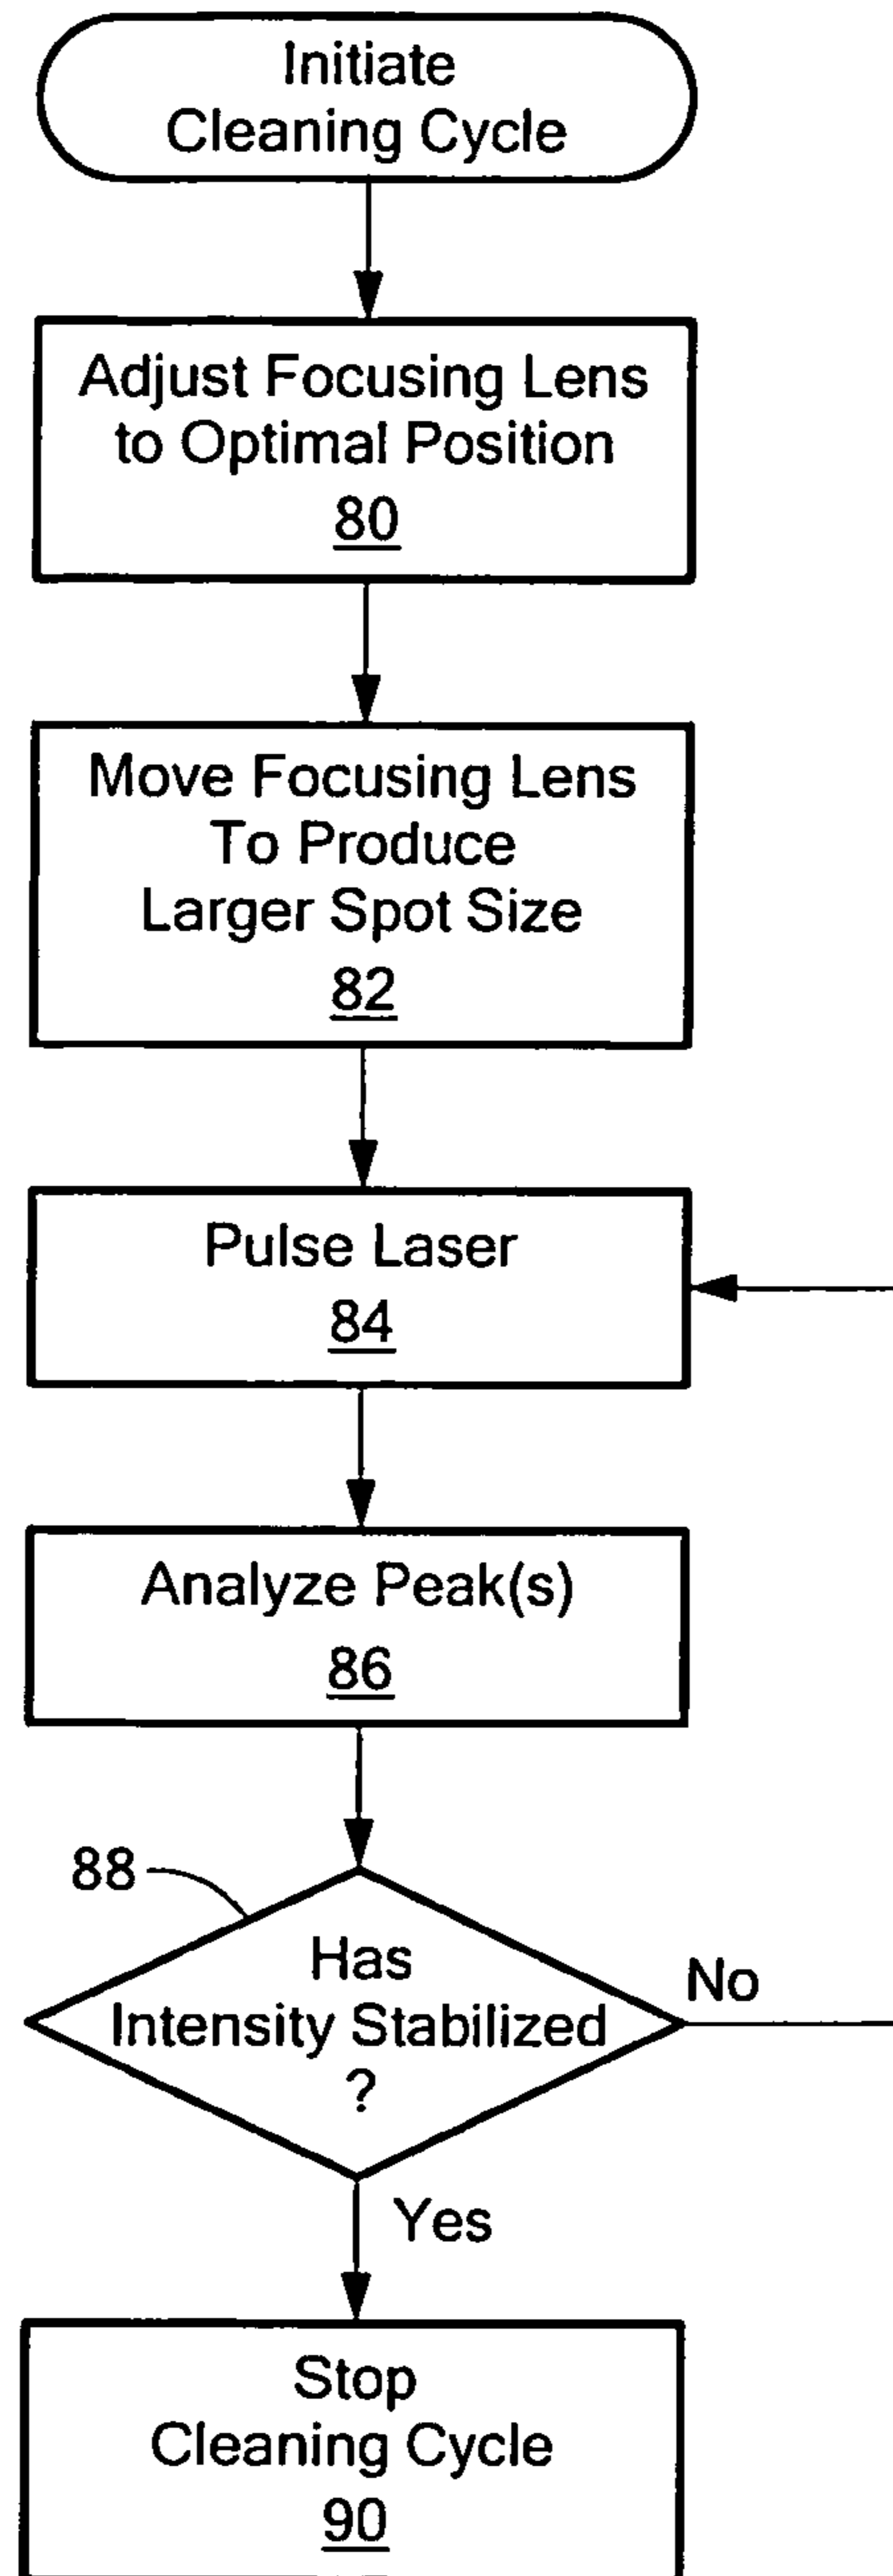 Initiate
Cleaning Cycle
Adjust Focusing Lens
to Optimal Position
80
Move Focusing Lens
To Produce
Larger Spot Size
82
Pulse Laser
84
Analyze Peak(s)
86
88
Has
Intensity Stabilized
?
No
Yes
Stop
Cleaning Cycle
90